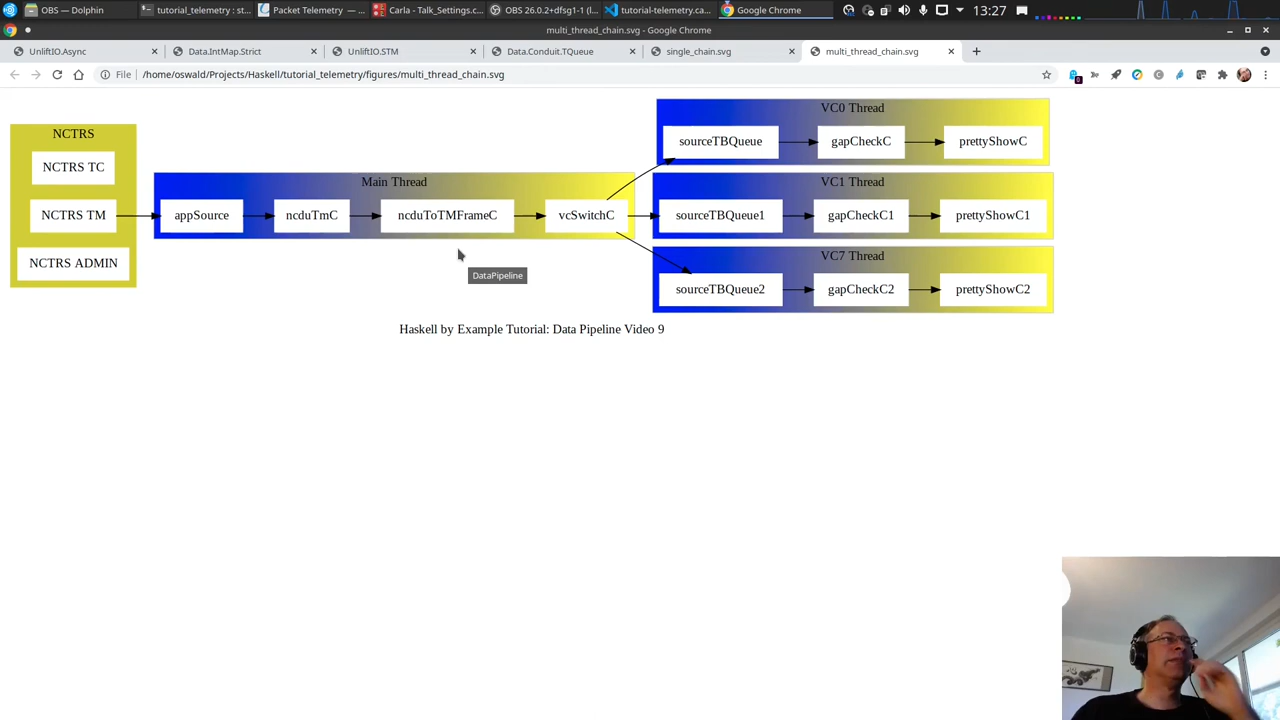 OBS — Dolphin
tutorial_telemetry : st...
Packet Telemetry — ...
Carla - Talk_Settings.c...
OBS 26.0.2+dfsg1-1 (l...
tutorial-telemetry.ca...
Google Chrome
13:27
multi_thread_chain.svg - Google Chrome
UnliftIO.Async
Data.IntMap.Strict
UnliftIO.STM
Data.Conduit.TQueue
single_chain.svg
multi_thread_chain.svg
File
/home/oswald/Projects/Haskell/tutorial_telemetry/figures/multi_thread_chain.svg
NCTRS
NCTRS TC
NCTRS TM
NCTRS ADMIN
Main Thread
appSource
ncduTmC
ncduToTMFrameC
vcSwitchC
VC0 Thread
sourceTBQueue
gapCheckC
prettyShowC
VC1 Thread
sourceTBQueue1
gapCheckC1
prettyShowC1
VC7 Thread
sourceTBQueue2
gapCheckC2
prettyShowC2
DataPipeline
Haskell by Example Tutorial: Data Pipeline Video 9